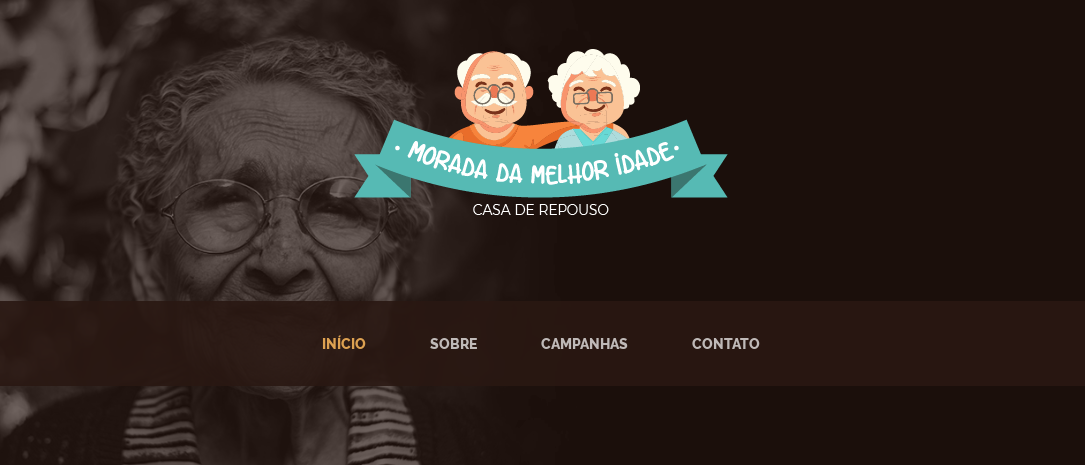 • MORADA DA MELHOR IDADE •
CASA DE REPOUSO
INÍCIO SOBRE CAMPANHAS CONTATO